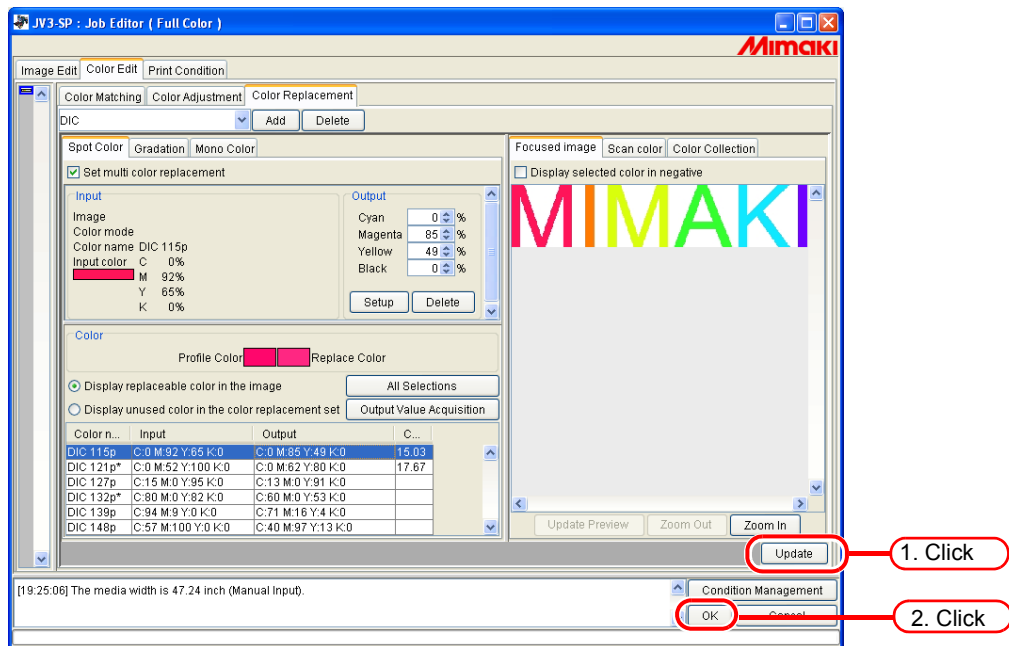 JV3-SP : Job Editor ( Full Color )
Mimaki
Image Edit Color Edit Print Condition
Color Matching Color Adjustment Color Replacement
DIC Add Delete
Spot Color Gradation Mono Color
Set multi color replacement
Input
Image
Color mode
Color name DIC 115p
Input color C 0%
M 92%
Y 65%
K 0%
Output
Cyan 0 %
Magenta 85 %
Yellow 49 %
Black 0 %
Setup Delete
Color
Profile Color Replace Color
Display replaceable color in the image All Selections
Display unused color in the color replacement set Output Value Acquisition
Color n... Input Output C...
DIC 115p C:0 M:92 Y:65 K:0 C:0 M:85 Y:49 K:0 15.03
DIC 121p* C:0 M:52 Y:100 K:0 C:0 M:62 Y:80 K:0 17.67
DIC 127p C:15 M:0 Y:95 K:0 C:13 M:0 Y:91 K:0
DIC 132p* C:80 M:0 Y:82 K:0 C:60 M:0 Y:53 K:0
DIC 139p C:94 M:9 Y:0 K:0 C:71 M:16 Y:4 K:0
DIC 148p C:57 M:100 Y:0 K:0 C:40 M:97 Y:13 K:0
Focused image Scan color Color Collection
Display selected color in negative
MIMAKI
Update Preview Zoom Out Zoom In
Update
1. Click
[19:25:06] The media width is 47.24 inch (Manual Input).
Condition Management
OK Cancel
2. Click